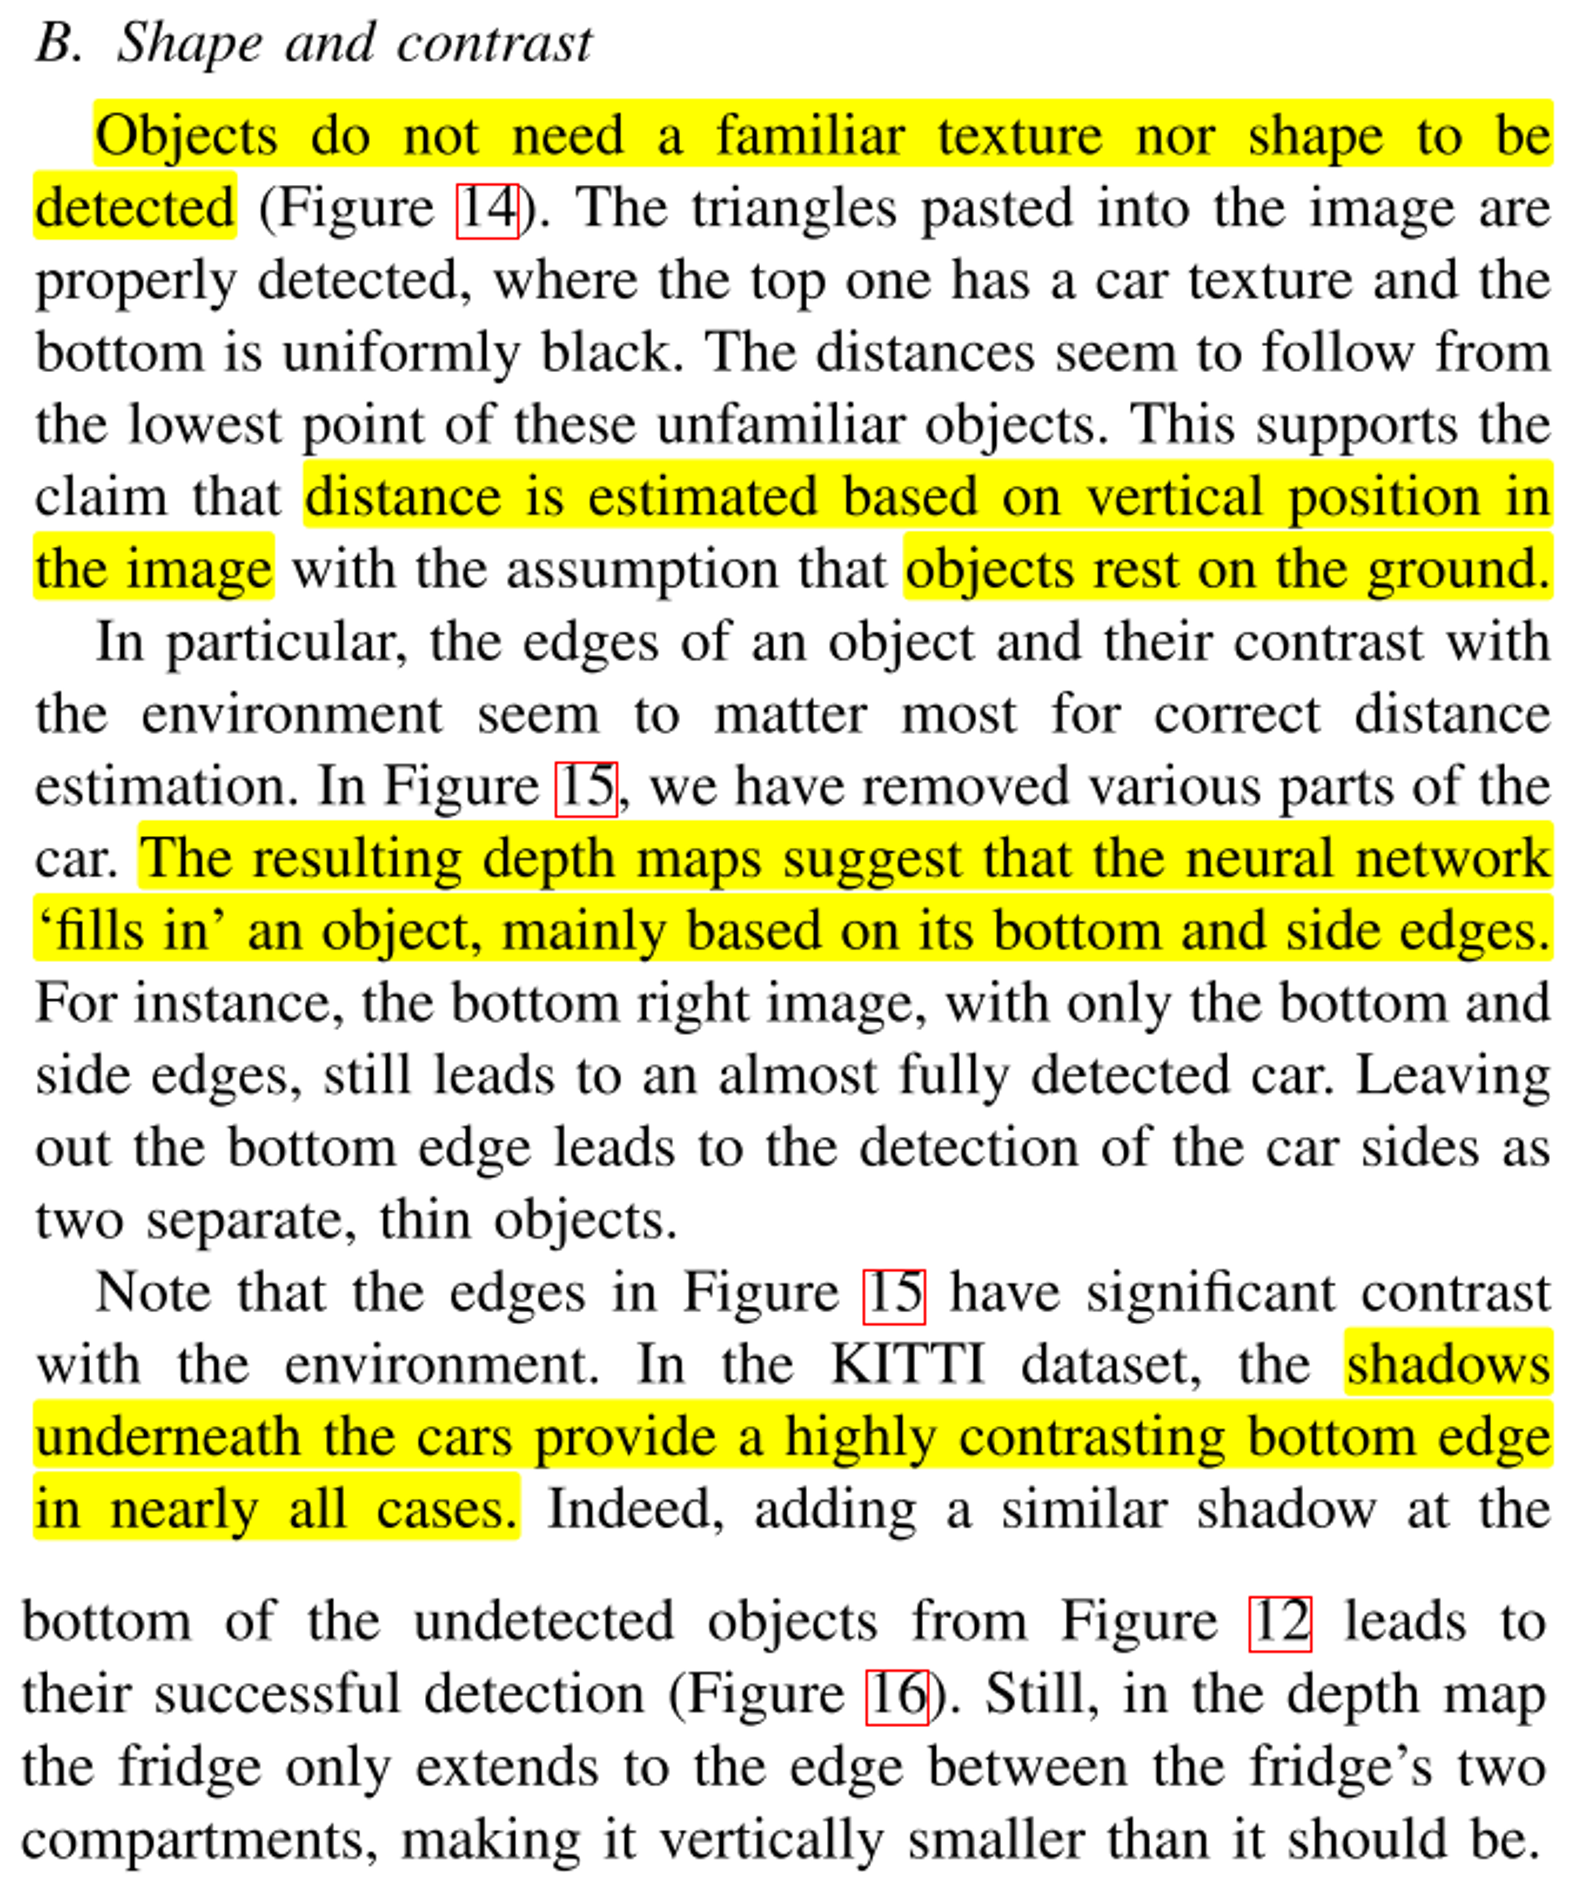 B. Shape and contrast
Objects do not need a familiar texture nor shape to be
detected (Figure 14). The triangles pasted into the image are
properly detected, where the top one has a car texture and the
bottom is uniformly black. The distances seem to follow from
the lowest point of these unfamiliar objects. This supports the
claim that distance is estimated based on vertical position in
the image with the assumption that objects rest on the ground.
In particular, the edges of an object and their contrast with
the environment seem to matter most for correct distance
estimation. In Figure 15, we have removed various parts of the
car. The resulting depth maps suggest that the neural network
‘fills in’ an object, mainly based on its bottom and side edges.
For instance, the bottom right image, with only the bottom and
side edges, still leads to an almost fully detected car. Leaving
out the bottom edge leads to the detection of the car sides as
two separate, thin objects.
Note that the edges in Figure 15 have significant contrast
with the environment. In the KITTI dataset, the shadows
underneath the cars provide a highly contrasting bottom edge
in nearly all cases. Indeed, adding a similar shadow at the
bottom of the undetected objects from Figure 12 leads to
their successful detection (Figure 16). Still, in the depth map
the fridge only extends to the edge between the fridge’s two
compartments, making it vertically smaller than it should be.